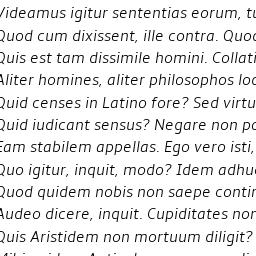 Videamus igitur sententias eorum, tu
Quod cum dixissent, ille contra. Quod
Quis est tam dissimile homini. Collati
Aliter homines, aliter philosophos loq
Quid censes in Latino fore? Sed virtu
Quid iudicant sensus? Negare non po
Eam stabilem appellas. Ego vero isti,
Quo igitur, inquit, modo? Idem adhuc
Quod quidem nobis non saepe contin
Audeo dicere, inquit. Cupiditates non
Quis Aristidem non mortuum diligit?